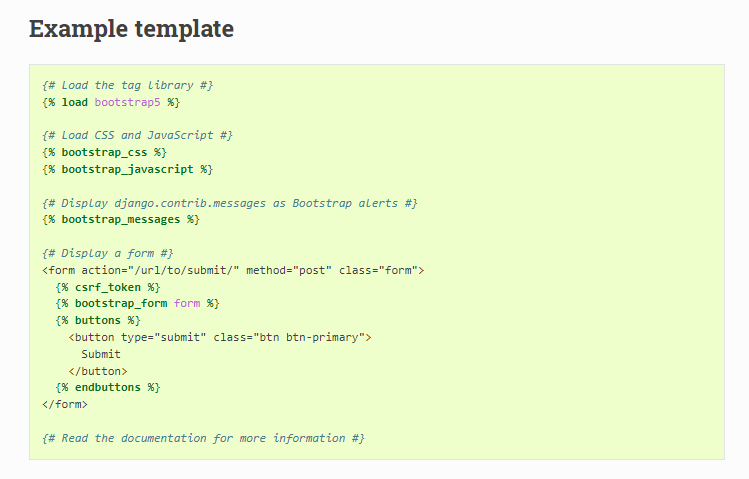 Example template
{# Load the tag library #}
{% load bootstrap5 %}
{# Load CSS and JavaScript #}
{% bootstrap_css %}
{% bootstrap_javascript %}
{# Display django.contrib.messages as Bootstrap alerts #}
{% bootstrap_messages %}
{# Display a form #}
<form action="/url/to/submit/" method="post" class="form">
  {% csrf_token %}
  {% bootstrap_form form %}
  {% buttons %}
    <button type="submit" class="btn btn-primary">
      Submit
    </button>
  {% endbuttons %}
</form>
{# Read the documentation for more information #}